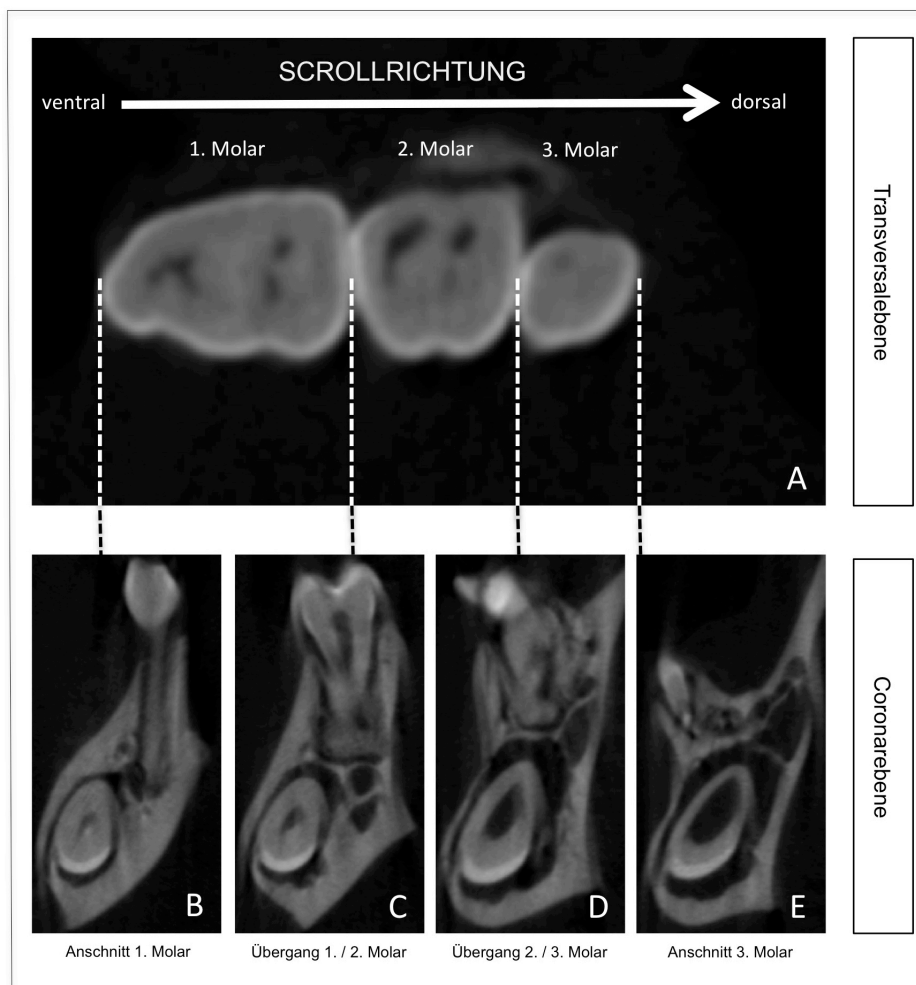 SCROLLRICHTUNG
ventral
dorsal
1. Molar
2. Molar
3. Molar
A
Transversalebene
B
C
D
E
Coronarebene
Anschnitt 1. Molar
Übergang 1. / 2. Molar
Übergang 2. / 3. Molar
Anschnitt 3. Molar